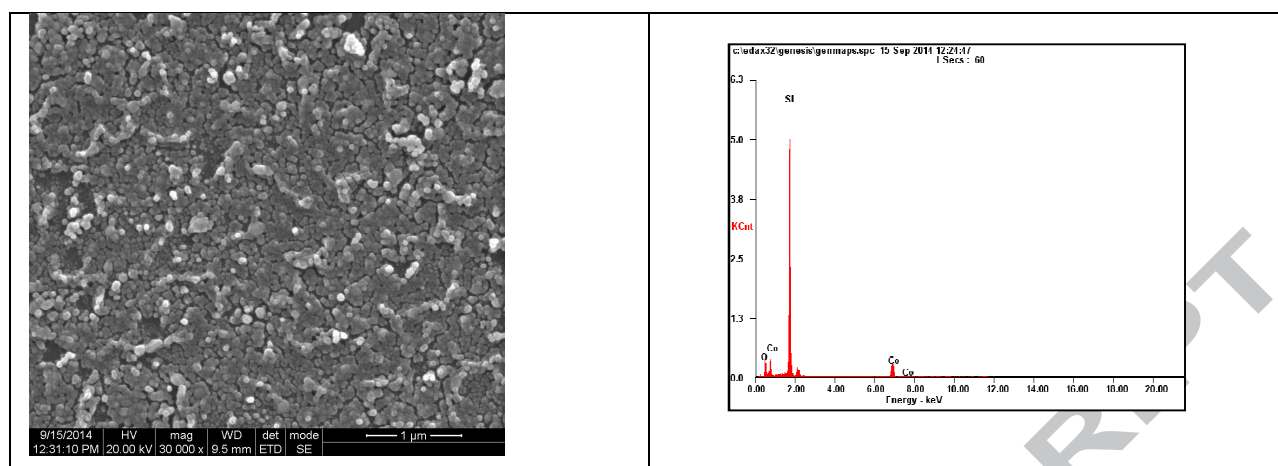 9/15/2014 HV mag WD det mode
12:31:10 PM 20.00 kV 30 000 x 9.5 mm ETD SE
1 µm
c:\edax32\genesis\genmaps.spc 15 Sep 2014 12:24:47
LSecs : 60
6.3
SI
5.0
3.8
KCnt
2.5
1.3
O
Co
Co
Co
0.0
0.00 2.00 4.00 6.00 8.00 10.00 12.00 14.00 16.00 18.00 20.00
Energy - keV
RIPT